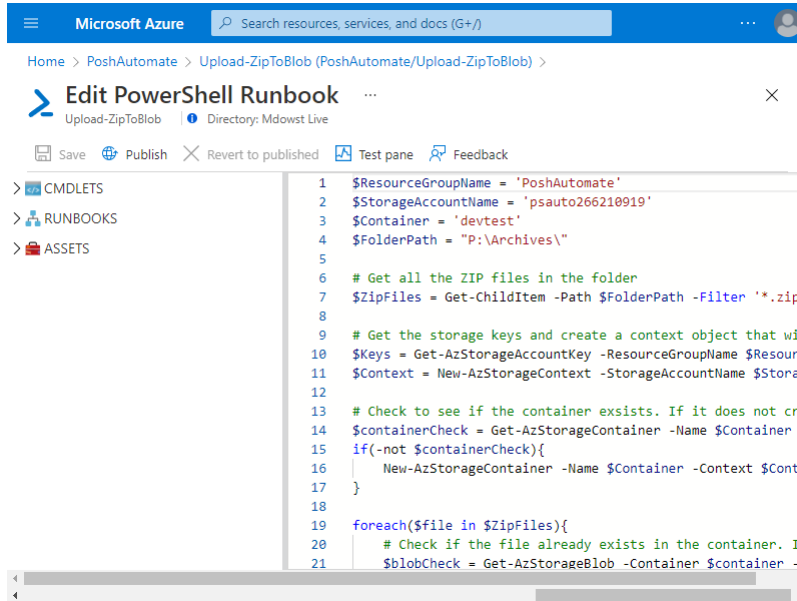 Microsoft Azure
Search resources, services, and docs (G+/)
Home > PoshAutomate > Upload-ZipToBlob (PoshAutomate/Upload-ZipToBlob) >
Edit PowerShell Runbook ...
Upload-ZipToBlob
Directory: Mdowst Live
Save Publish Revert to published Test pane Feedback
CMDLETS
RUNBOOKS
ASSETS
1 $ResourceGroupName = 'PoshAutomate'
2 $StorageAccountName = 'psauto266210919'
3 $Container = 'devtest'
4 $FolderPath = "P:\Archives\"
5
6 # Get all the ZIP files in the folder
7 $ZipFiles = Get-ChildItem -Path $FolderPath -Filter '*.zip
8
9 # Get the storage keys and create a context object that wi
10 $Keys = Get-AzStorageAccountKey -ResourceGroupName $Resour
11 $Context = New-AzStorageContext -StorageAccountName $Stora
12
13 # Check to see if the container exsists. If it does not cr
14 $containerCheck = Get-AzStorageContainer -Name $Container
15 if(-not $containerCheck){
16 New-AzStorageContainer -Name $Container -Context $Cont
17 }
18
19 foreach($file in $ZipFiles){
20 # Check if the file already exists in the container. I
21 $blobCheck = Get-AzStorageBlob -Container $container -